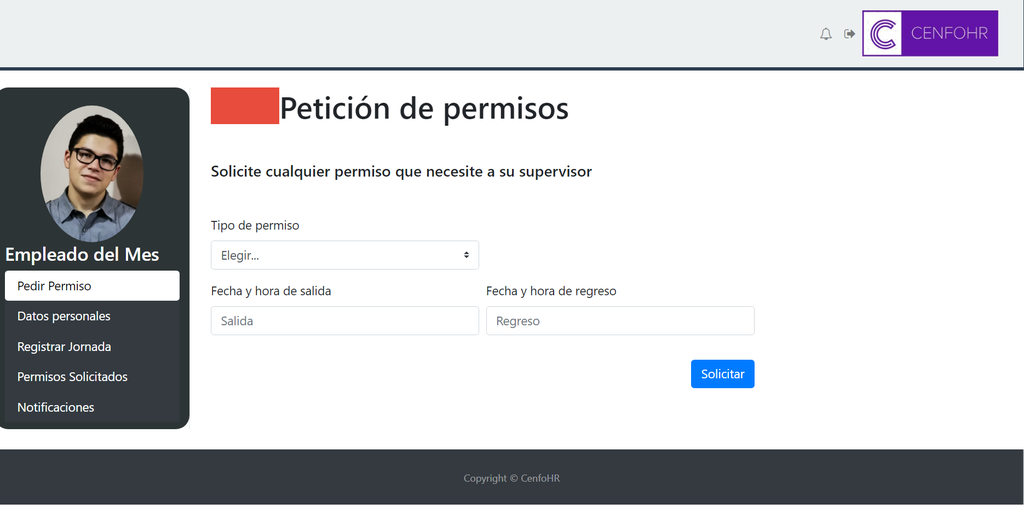 CENFOHR
Petición de permisos
Solicite cualquier permiso que necesite a su supervisor
Empleado del Mes
Pedir Permiso
Datos personales
Registrar Jornada
Permisos Solicitados
Notificaciones
Tipo de permiso
Elegir...
Fecha y hora de salida
Fecha y hora de regreso
Salida
Regreso
Solicitar
Copyright © CenfoHR